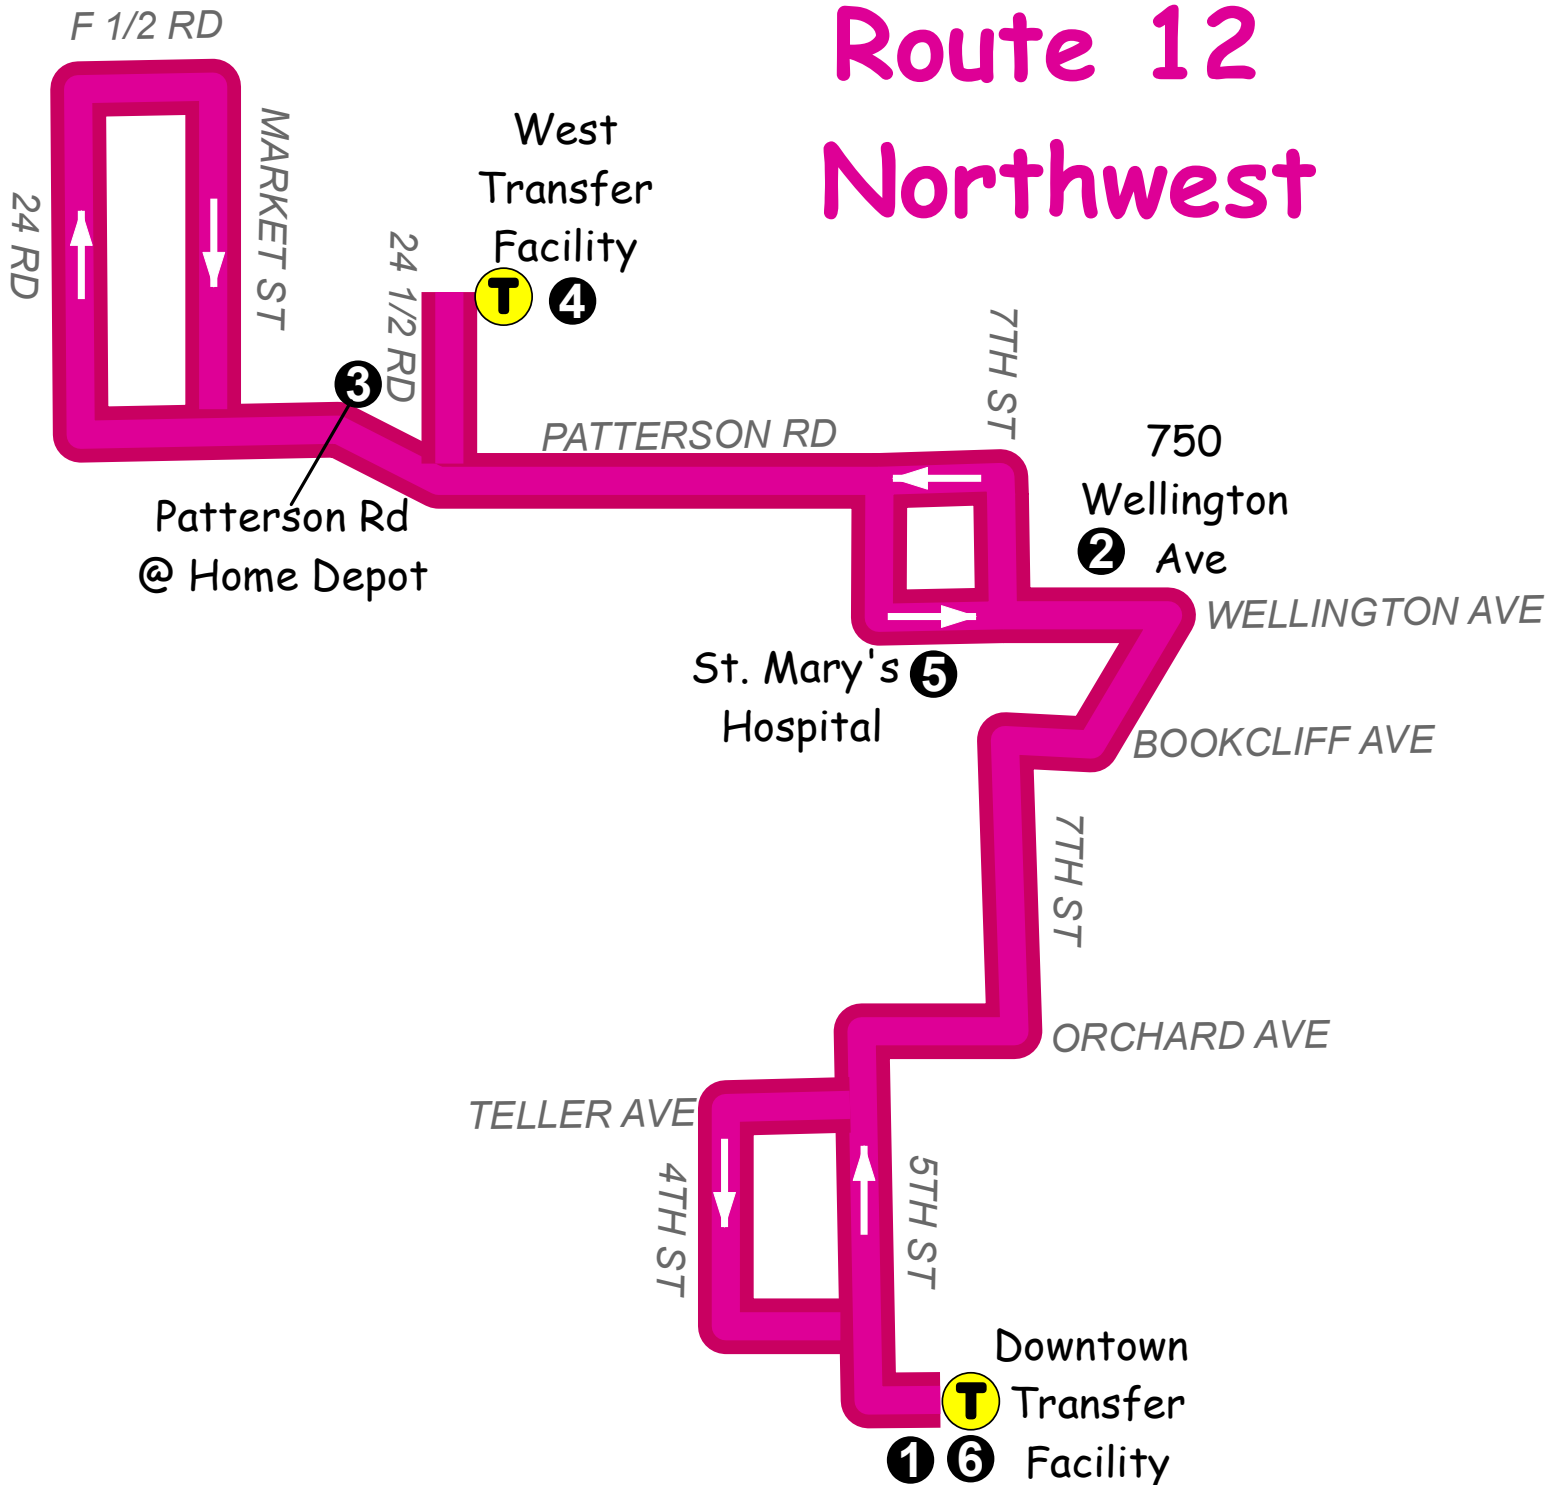 F 1/2 RD
Route 12
Northwest
MARKET ST
24 RD
West
Transfer
Facility
T 4
24 1/2 RD
3
7TH ST
PATTERSON RD
750
Wellington
2 Ave
Patterson Rd
@ Home Depot
WELLINGTON AVE
St. Mary's 5
Hospital
BOOKCLIFF AVE
7TH ST
ORCHARD AVE
TELLER AVE
4TH ST
5TH ST
Downtown
T Transfer
1 6 Facility